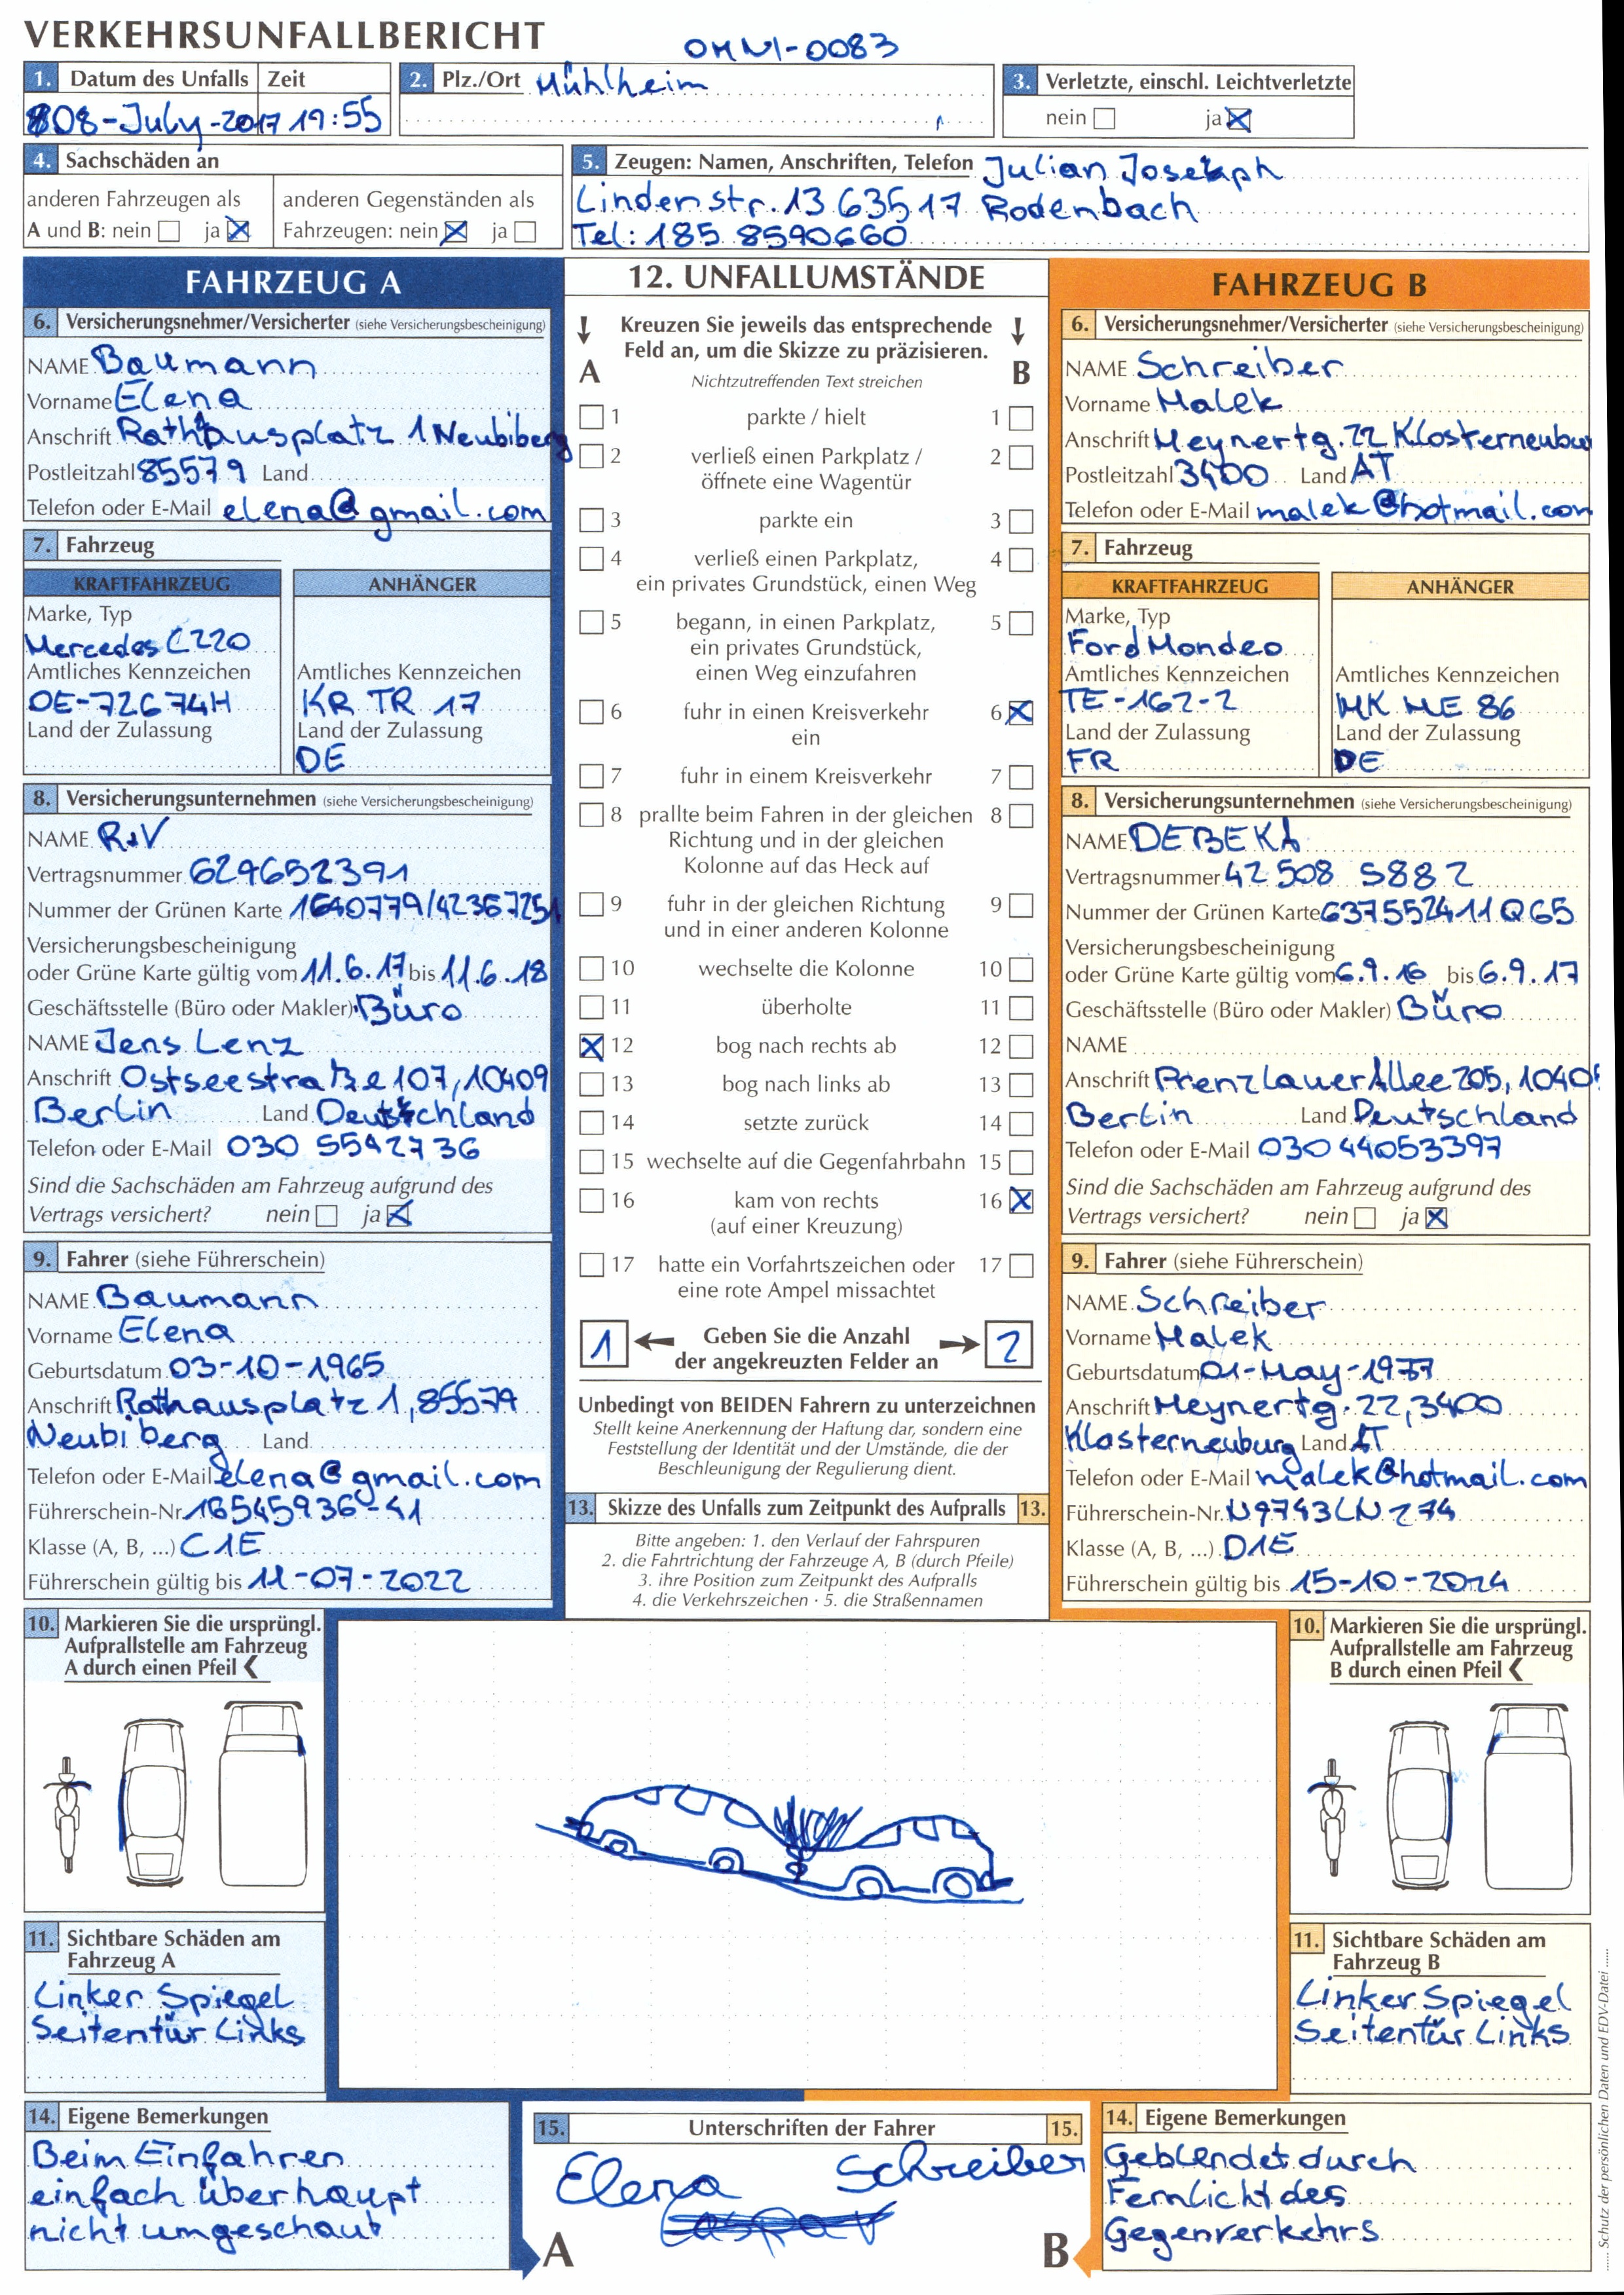 VERKEHRSUNFALLBERICHT
OMNI-0083
1. Datum des Unfalls Zeit
08-July-2017 19:55
2. Plz./Ort Mühlheim
3. Verletzte, einschl. Leichtverletzte
nein ja
4. Sachschäden an
anderen Fahrzeugen als
A und B: nein ja
anderen Gegenständen als
Fahrzeugen: nein ja
5. Zeugen: Namen, Anschriften, Telefon Julian
Lindenstr. 13 63517 Rodenbach
Tel: 185 8590660
FAHRZEUG A
6. Versicherungsnehmer/Versicherter (siehe Versicherungsbescheinigung)
NAME Baumann
Vorname Elena
Anschrift Rathausplatz 1 Neubiberg
Postleitzahl 85579 Land
Telefon oder E-Mail elena@gmail.com
7. Fahrzeug
KRAFTFAHRZEUG
Marke, Typ
Mercedes C220
Amtliches Kennzeichen
OE-72674H
Land der Zulassung
ANHÄNGER
Amtliches Kennzeichen
KR TR 17
Land der Zulassung
DE
8. Versicherungsunternehmen (siehe Versicherungsbescheinigung)
NAME R+V
Vertragsnummer 629652391
Nummer der Grünen Karte 1640779/42367251
Versicherungsbescheinigung
oder Grüne Karte gültig vom 11.6.17 bis 11.6.18
Geschäftsstelle (Büro oder Makler) Büro
NAME Jens Lenz
Anschrift Ostseestraße 107, 10409
Berlin Land Deutschland
Telefon oder E-Mail 030 5542736
Sind die Sachschäden am Fahrzeug aufgrund des
Vertrags versichert? nein ja
9. Fahrer (siehe Führerschein)
NAME Baumann
Vorname Elena
Geburtsdatum 03-10-1965
Anschrift Rathausplatz 1, 85579
Neubiberg Land
Telefon oder E-Mail elena@gmail.com
Führerschein-Nr. 16545936-41
Klasse (A, B, ...) C1E
Führerschein gültig bis 11-07-2022
10. Markieren Sie die ursprüngl.
Aufprallstelle am Fahrzeug
A durch einen Pfeil
11. Sichtbare Schäden am
Fahrzeug A
Linker Spiegel
Seitentür Links
14. Eigene Bemerkungen
Beim Einfahren
einfach überhaupt
nicht umgeschaut
12. UNFALLUMSTÄNDE
Kreuzen Sie jeweils das entsprechende
Feld an, um die Skizze zu präzisieren.
A Nichtzutreffenden Text streichen B
1 parkte / hielt 1
2 verließ einen Parkplatz / 2
öffnete eine Wagentür
3 parkte ein 3
4 verließ einen Parkplatz, 4
ein privates Grundstück, einen Weg
5 begann, in einen Parkplatz, 5
ein privates Grundstück,
einen Weg einzufahren
6 fuhr in einen Kreisverkehr 6
ein
7 fuhr in einem Kreisverkehr 7
8 prallte beim Fahren in der gleichen 8
Richtung und in der gleichen
Kolonne auf das Heck auf
9 fuhr in der gleichen Richtung 9
und in einer anderen Kolonne
10 wechselte die Kolonne 10
11 überholte 11
12 bog nach rechts ab 12
13 bog nach links ab 13
14 setzte zurück 14
15 wechselte auf die Gegenfahrbahn 15
16 kam von rechts 16
(auf einer Kreuzung)
17 hatte ein Vorfahrtszeichen oder 17
eine rote Ampel missachtet
1 Geben Sie die Anzahl 2
der angekreuzten Felder an
Unbedingt von BEIDEN Fahrern zu unterzeichnen
Stellt keine Anerkennung der Haftung dar, sondern eine
Feststellung der Identität und der Umstände, die der
Beschleunigung der Regulierung dient.
13. Skizze des Unfalls zum Zeitpunkt des Aufpralls 13.
Bitte angeben: 1. den Verlauf der Fahrspuren
2. die Fahrtrichtung der Fahrzeuge A, B (durch Pfeile)
3. ihre Position zum Zeitpunkt des Aufpralls
4. die Verkehrszeichen · 5. die Straßennamen
15. Unterschriften der Fahrer 15.
Elena Schreiber
A B
FAHRZEUG B
6. Versicherungsnehmer/Versicherter (siehe Versicherungsbescheinigung)
NAME Schreiber
Vorname Malek
Anschrift Meynertg. 22 Klosterneubu
Postleitzahl 3400 Land AT
Telefon oder E-Mail malek@hotmail.com
7. Fahrzeug
KRAFTFAHRZEUG
Marke, Typ
Ford Mondeo
Amtliches Kennzeichen
TE-162-2
Land der Zulassung
FR
ANHÄNGER
Amtliches Kennzeichen
MK ME 86
Land der Zulassung
DE
8. Versicherungsunternehmen (siehe Versicherungsbescheinigung)
NAME DEBEKA
Vertragsnummer 42 508 5882
Nummer der Grünen Karte 637552411Q65
Versicherungsbescheinigung
oder Grüne Karte gültig vom 6.9.16 bis 6.9.17
Geschäftsstelle (Büro oder Makler) Büro
NAME
Anschrift Prenzlauer Allee 205, 1040
Berlin Land Deutschland
Telefon oder E-Mail 030 44053397
Sind die Sachschäden am Fahrzeug aufgrund des
Vertrags versichert? nein ja
9. Fahrer (siehe Führerschein)
NAME Schreiber
Vorname Malek
Geburtsdatum 01-May-1977
Anschrift Meynertg. 22, 3400
Klosterneuburg Land AT
Telefon oder E-Mail malek@hotmail.com
Führerschein-Nr. N9743LN274
Klasse (A, B, ...) D1E
Führerschein gültig bis 15-10-2024
10. Markieren Sie die ursprüngl.
Aufprallstelle am Fahrzeug
B durch einen Pfeil
11. Sichtbare Schäden am
Fahrzeug B
Linker Spiegel
Seitentür Links
14. Eigene Bemerkungen
Geblendet durch
Fernlicht des
Gegenverkehrs
...... Schutz der persönlichen Daten und EDV-Datei ......